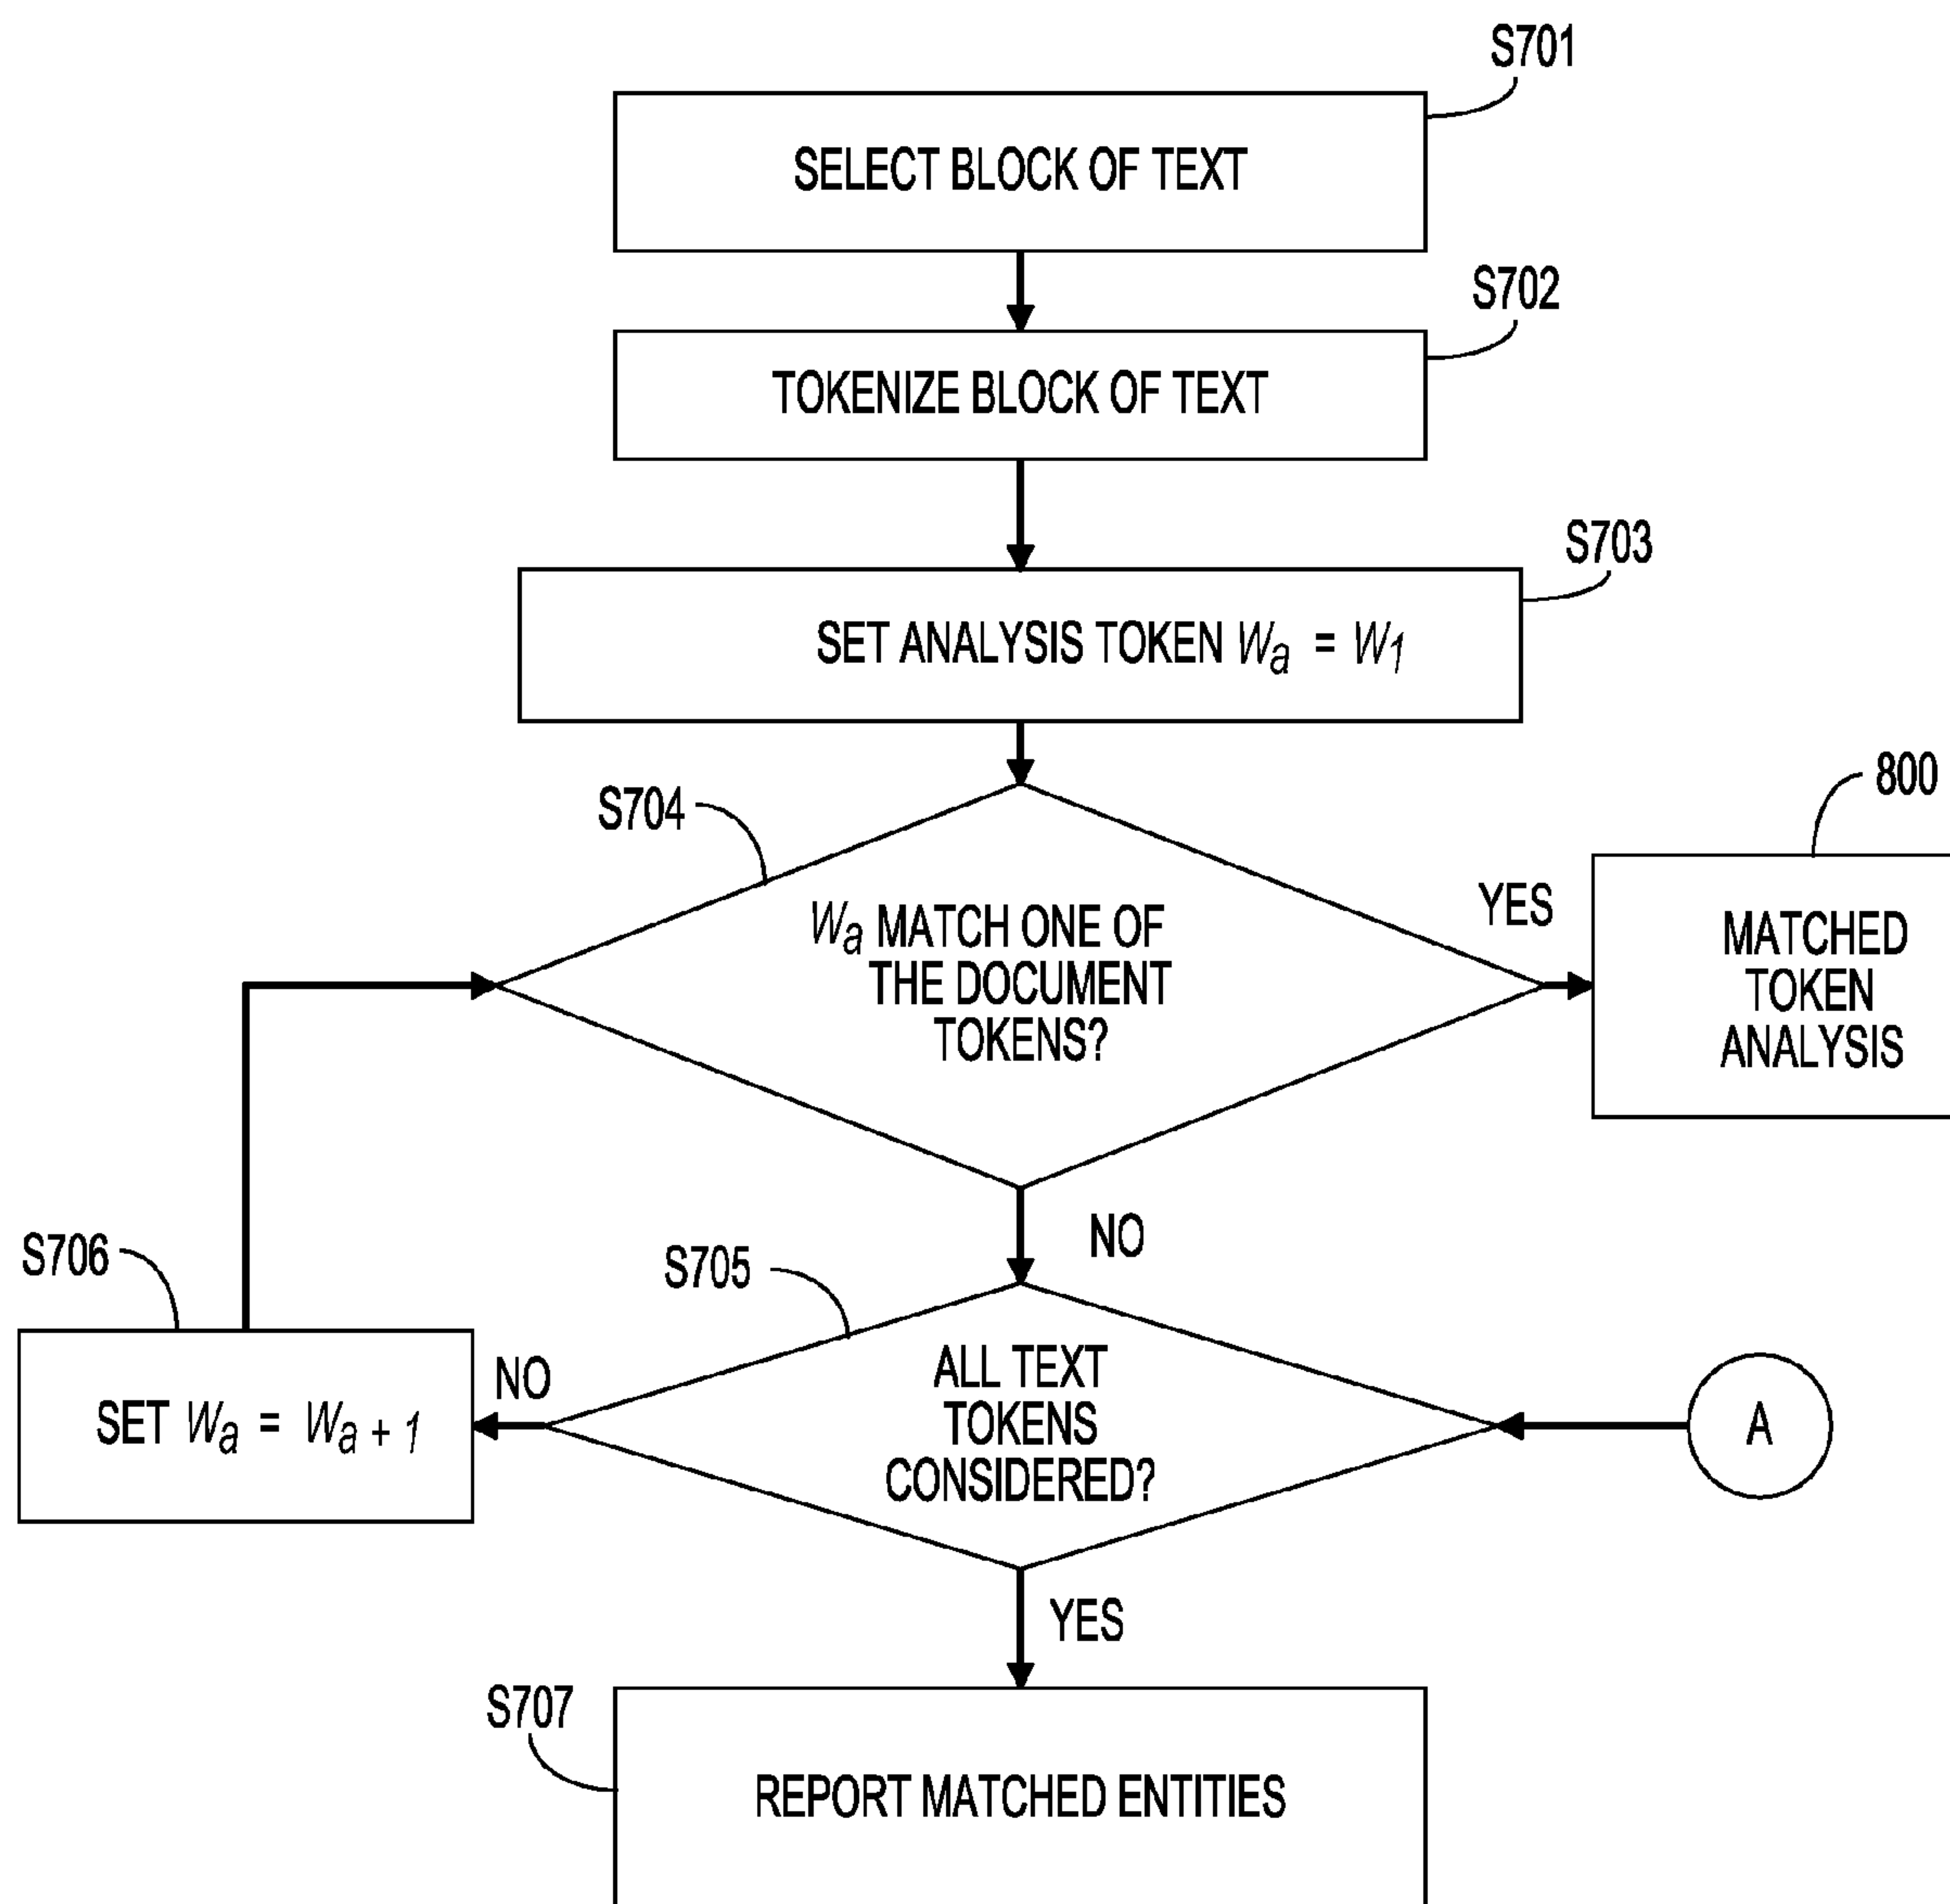 S701
SELECT BLOCK OF TEXT
S702
TOKENIZE BLOCK OF TEXT
S703
SET ANALYSIS TOKEN Wa = W1
S704
Wa MATCH ONE OF
THE DOCUMENT
TOKENS?
YES
800
MATCHED
TOKEN
ANALYSIS
NO
S706
SET Wa = Wa + 1
NO
S705
ALL TEXT
TOKENS
CONSIDERED?
A
YES
S707
REPORT MATCHED ENTITIES